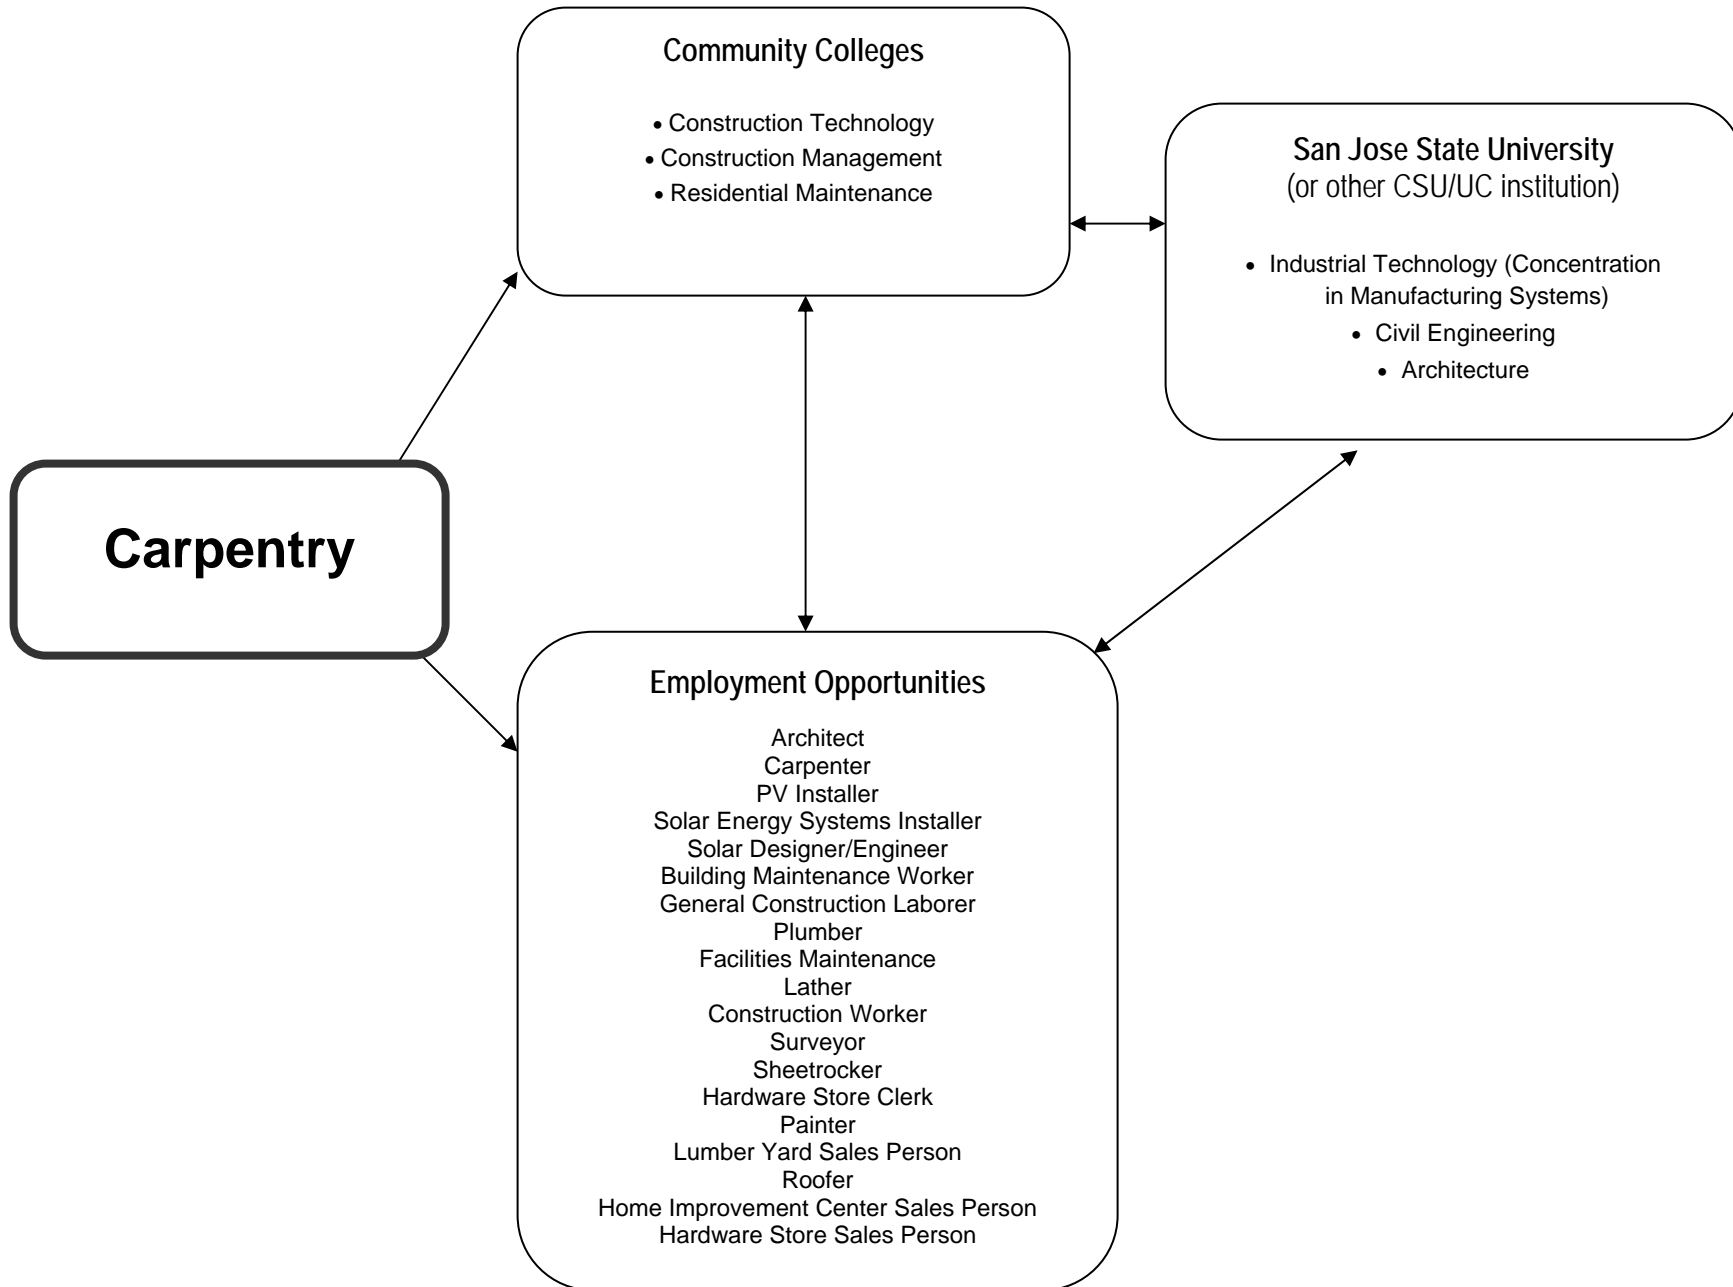 Community Colleges
• Construction Technology
• Construction Management
• Residential Maintenance
San Jose State University
(or other CSU/UC institution)
• Industrial Technology (Concentration
in Manufacturing Systems)
• Civil Engineering
• Architecture
Carpentry
Employment Opportunities
Architect
Carpenter
PV Installer
Solar Energy Systems Installer
Solar Designer/Engineer
Building Maintenance Worker
General Construction Laborer
Plumber
Facilities Maintenance
Lather
Construction Worker
Surveyor
Sheetrocker
Hardware Store Clerk
Painter
Lumber Yard Sales Person
Roofer
Home Improvement Center Sales Person
Hardware Store Sales Person